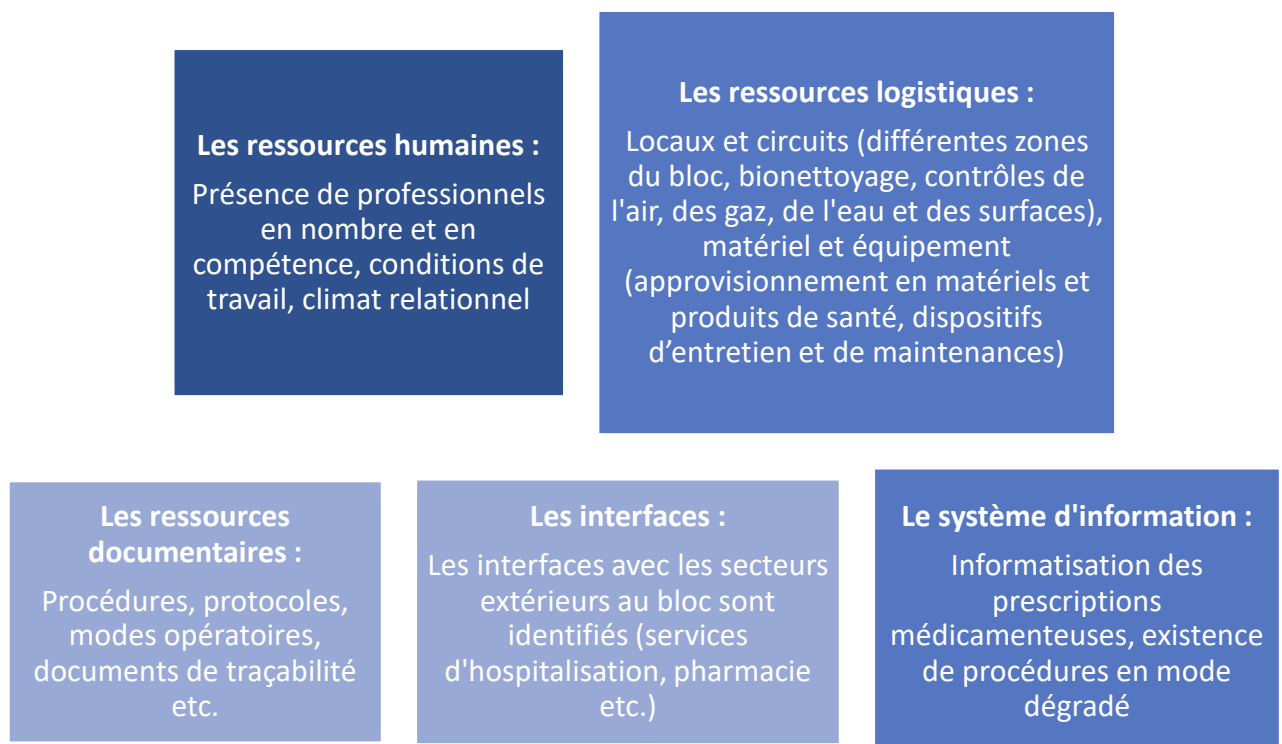 Les ressources humaines :
Présence de professionnels
en nombre et en
compétence, conditions de
travail, climat relationnel
Les ressources logistiques :
Locaux et circuits (différentes zones
du bloc, bionettoyage, contrôles de
l'air, des gaz, de l'eau et des surfaces),
matériel et équipement
(approvisionnement en matériels et
produits de santé, dispositifs
d’entretien et de maintenances)
Les ressources
documentaires :
Procédures, protocoles,
modes opératoires,
documents de traçabilité
etc.
Les interfaces :
Les interfaces avec les secteurs
extérieurs au bloc sont
identifiés (services
d'hospitalisation, pharmacie
etc.)
Le système d'information :
Informatisation des
prescriptions
médicamenteuses, existence
de procédures en mode
dégradé